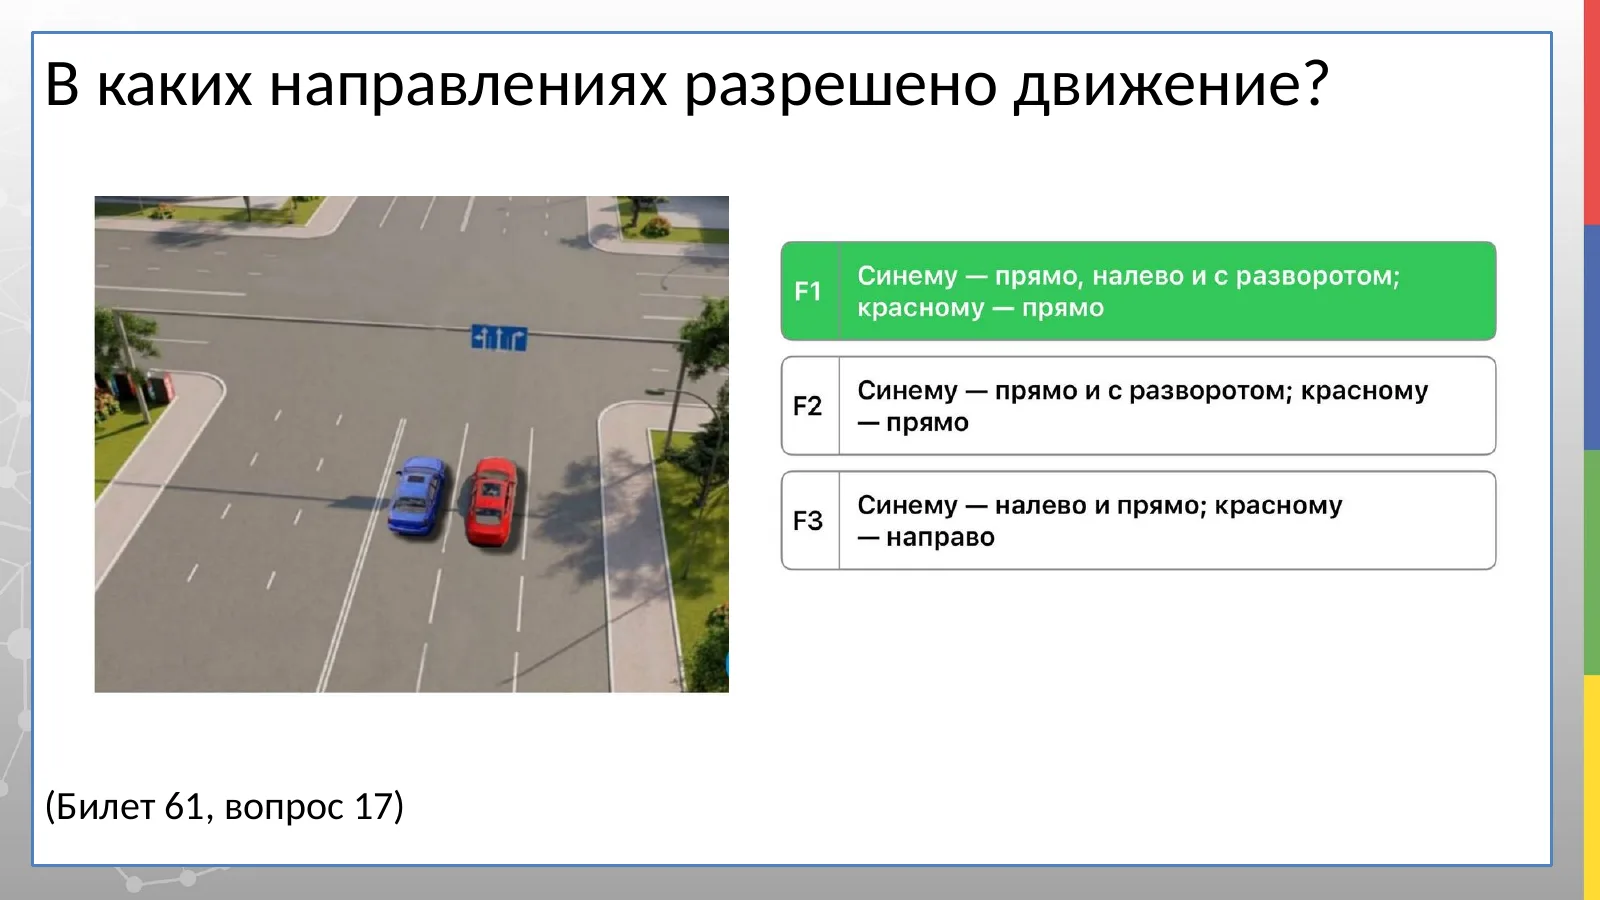 В каких направлениях разрешено движение?
F1
Синему — прямо, налево и с разворотом;
красному — прямо
F2
Синему — прямо и с разворотом; красному
— прямо
F3
Синему — налево и прямо; красному
— направо
(Билет 61, вопрос 17)